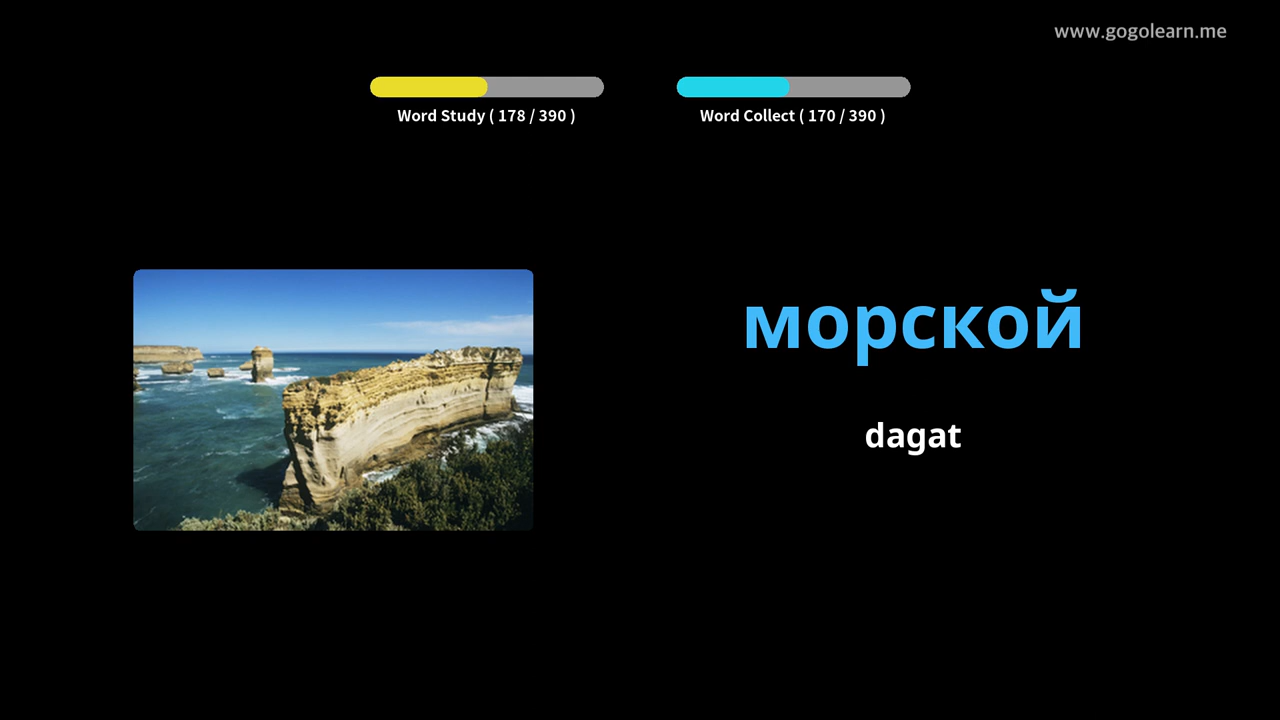 www.gogolearn.me
Word Study ( 178 / 390 )
Word Collect ( 170 / 390 )
морской
dagat